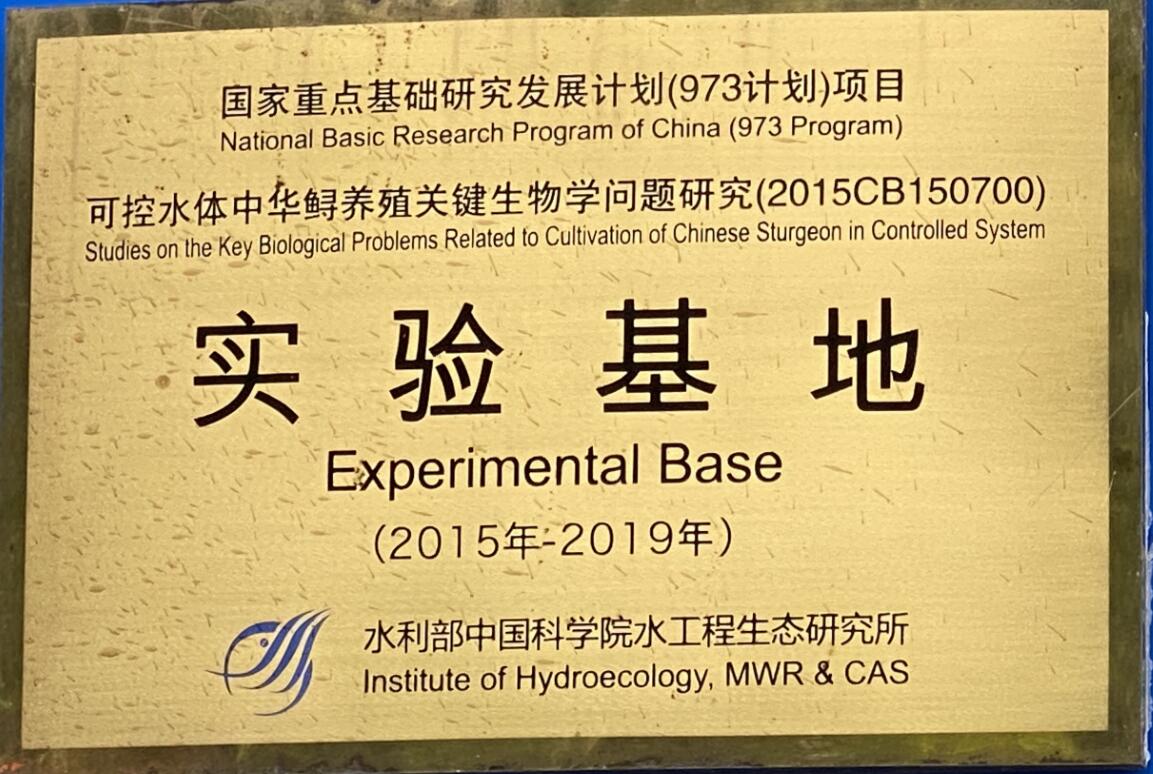 国家重点基础研究发展计划(973计划)项目
National Basic Research Program of China (973 Program)
可控水体中华鲟养殖关键生物学问题研究(2015CB150700)
Studies on the Key Biological Problems Related to Cultivation of Chinese Sturgeon in Controlled System
实验基地
Experimental Base
(2015年-2019年)
水利部中国科学院水工程生态研究所
Institute of Hydroecology, MWR & CAS